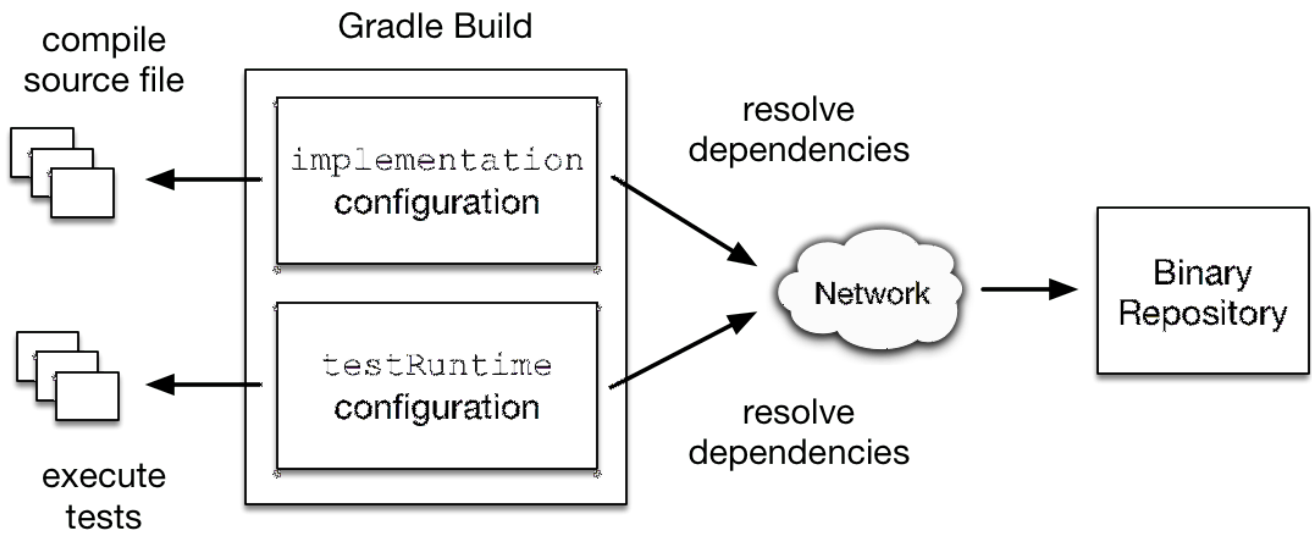 Gradle Build
compile
source file
implementation
configuration
resolve
dependencies
Network
Binary
Repository
testRuntime
configuration
resolve
dependencies
execute
tests